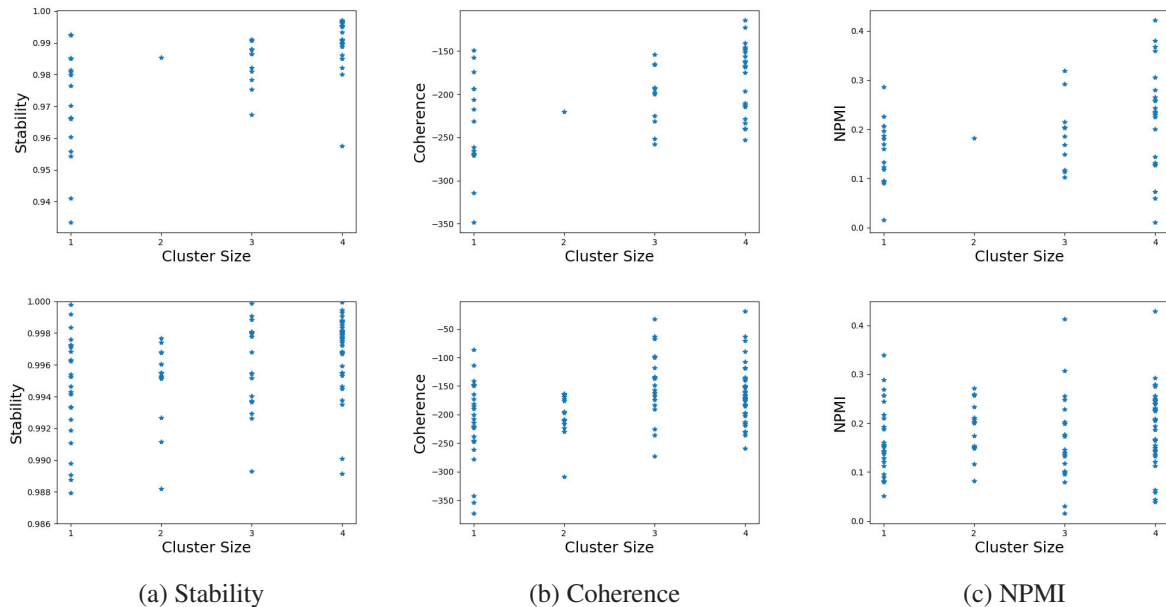 1.00
0.99
0.98
0.97
0.96
0.95
0.94
Stability
1 2 3 4
Cluster Size
−150
−200
−250
−300
−350
Coherence
1 2 3 4
Cluster Size
0.4
0.3
0.2
0.1
0.0
NPMI
1 2 3 4
Cluster Size
1.000
0.998
0.996
0.994
0.992
0.990
0.988
0.986
Stability
1 2 3 4
Cluster Size
−50
−100
−150
−200
−250
−300
−350
Coherence
1 2 3 4
Cluster Size
0.4
0.3
0.2
0.1
0.0
NPMI
1 2 3 4
Cluster Size
(a) Stability
(b) Coherence
(c) NPMI